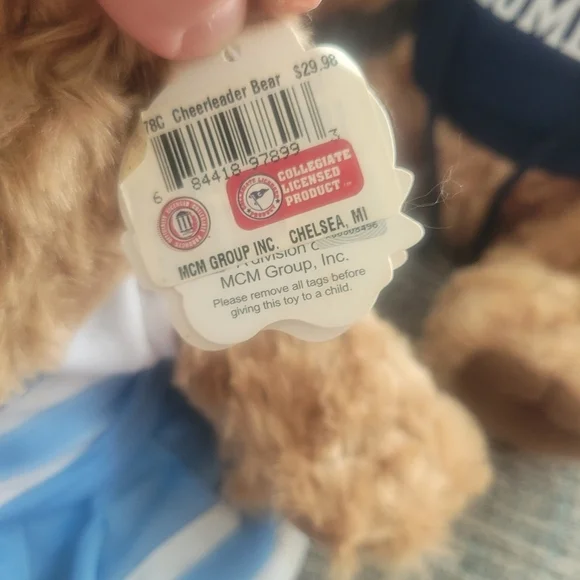 78C Cheerleader Bear $29.98
6 84418 97899 3
COLLEGIATE
LICENSED
PRODUCT
MCM GROUP INC. CHELSEA, MI
A division
MCM Group, Inc.
Please remove all tags before
giving this toy to a child.